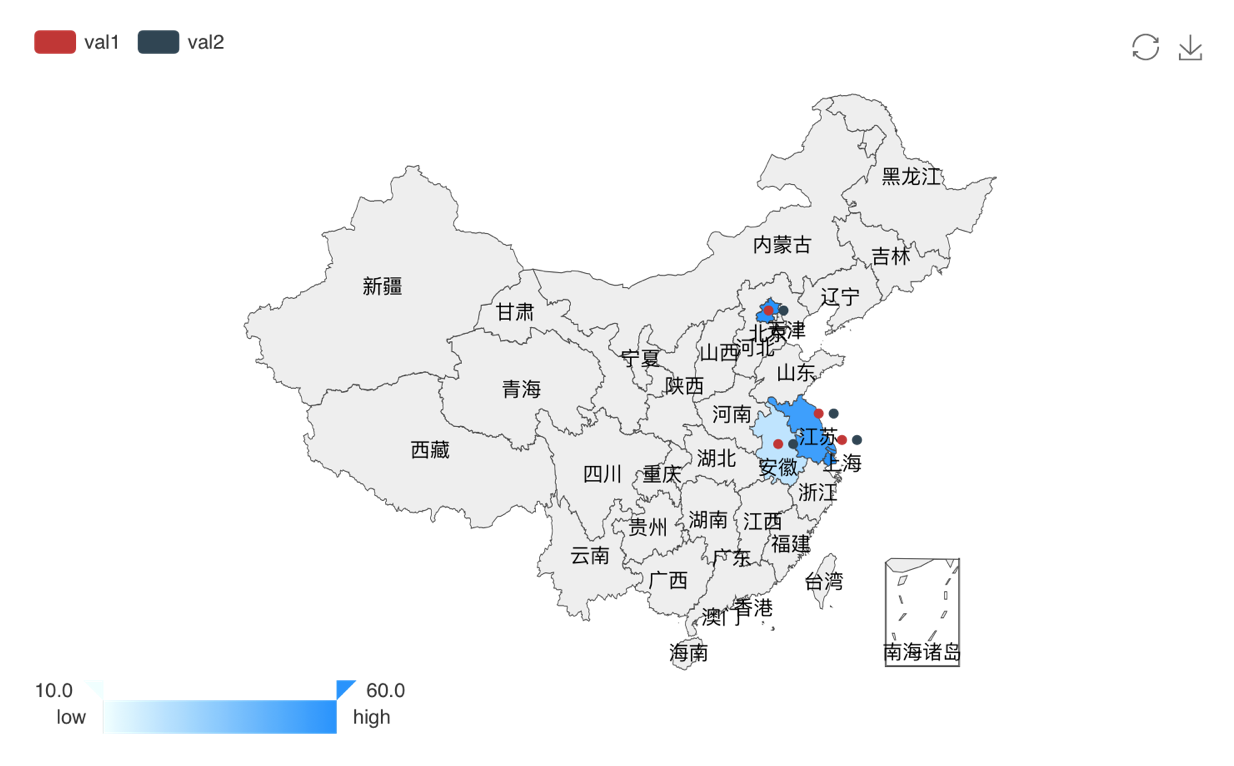 val1 val2
黑龙江
内蒙古
吉林
新疆
辽宁
甘肃
北京
天津
河北
山西
宁夏
山东
陕西
青海
河南
江苏
西藏
湖北
上海
安徽
四川
重庆
浙江
湖南
江西
贵州
福建
云南
广东
广西
台湾
香港
澳门
海南
南海诸岛
10.0 60.0
low high